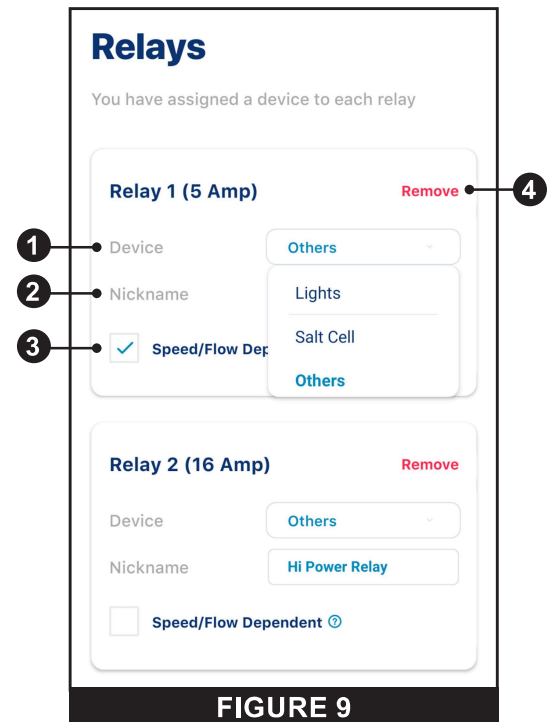 Relays
You have assigned a device to each relay
Relay 1 (5 Amp) Remove 4
1 Device Others
2 Nickname Lights
3 Speed/Flow Dep Salt Cell
Others
Relay 2 (16 Amp) Remove
Device Others
Nickname Hi Power Relay
Speed/Flow Dependent ?
FIGURE 9